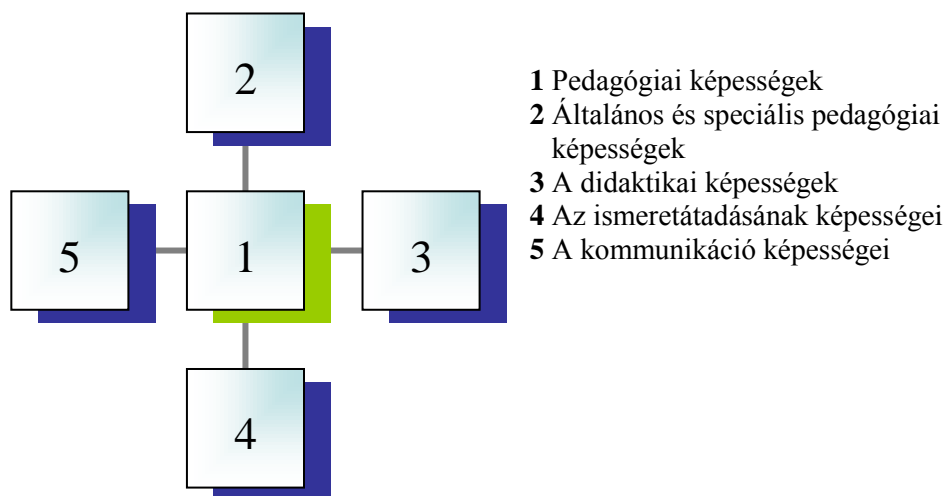 2
5
1
3
4
1 Pedagógiai képességek
2 Általános és speciális pedagógiai
képességek
3 A didaktikai képességek
4 Az ismeretátadásának képességei
5 A kommunikáció képességei